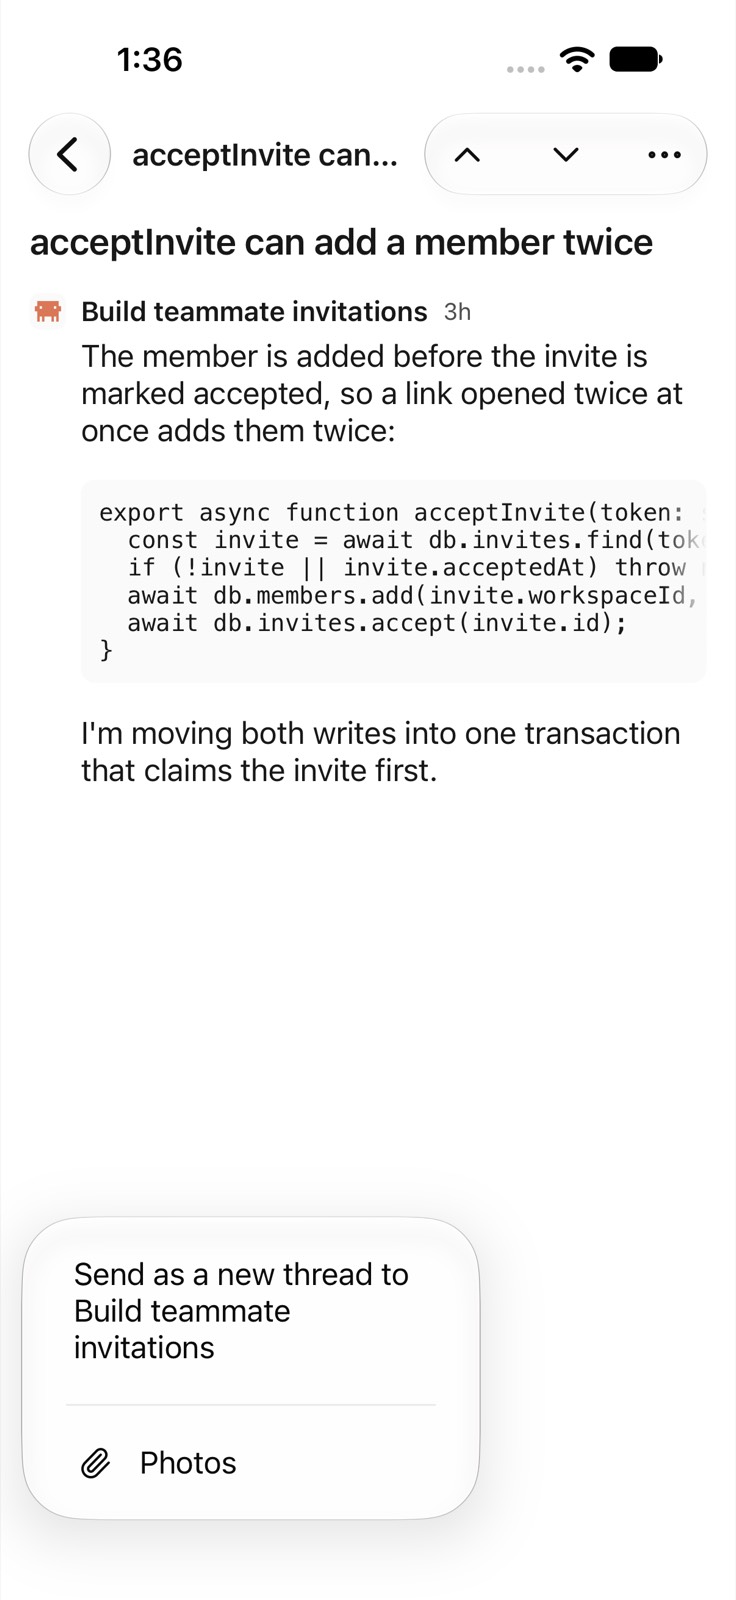 1:36
acceptInvite can...
acceptInvite can add a member twice
Build teammate invitations 3h
The member is added before the invite is
marked accepted, so a link opened twice at
once adds them twice:
export async function acceptInvite(token:
const invite = await db.invites.find(tok
if (!invite || invite.acceptedAt) throw
await db.members.add(invite.workspaceId,
await db.invites.accept(invite.id);
}
I'm moving both writes into one transaction
that claims the invite first.
Send as a new thread to
Build teammate
invitations
Photos